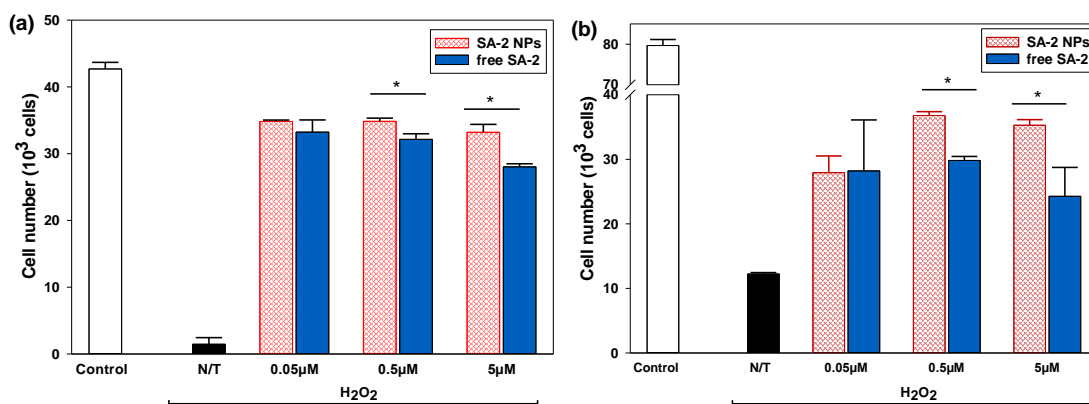 (a)
SA-2 NPs
free SA-2
Cell number (10³ cells)
50
40
30
20
10
0
*
*
Control
N/T
0.05µM
0.5µM
5µM
H₂O₂
(b)
SA-2 NPs
free SA-2
Cell number (10³ cells)
80
70
40
30
20
10
0
*
*
Control
N/T
0.05µM
0.5µM
5µM
H₂O₂